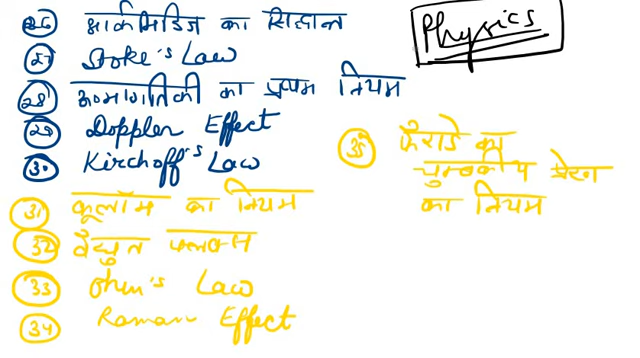 26 आर्कमिडिज का सिद्धान्त
27 Stoke's Law
28 ऊष्मागतिकी का प्रथम नियम
29 Doppler Effect
30 Kirchoff's Law
31 कूलॉम का नियम
32 वैद्युत फ्लक्स
33 Ohm's Law
34 Raman Effect
Physics
35 फैराडे का
चुम्बकीय प्रेरण
का नियम